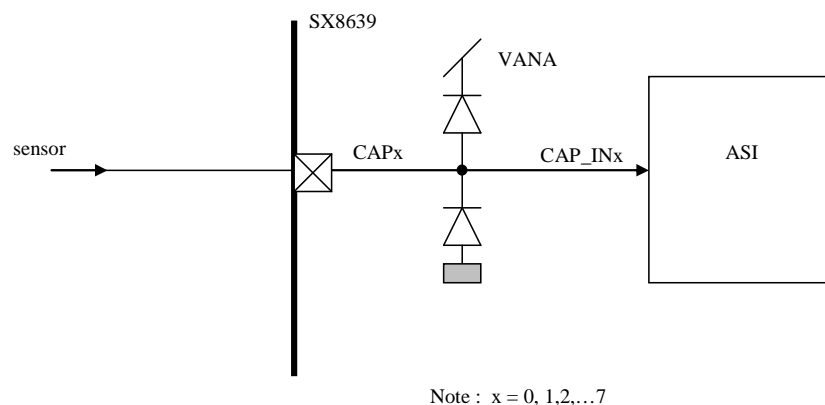 SX8639
VANA
sensor
CAPx
CAP_INx
ASI
Note : x = 0, 1,2,…7